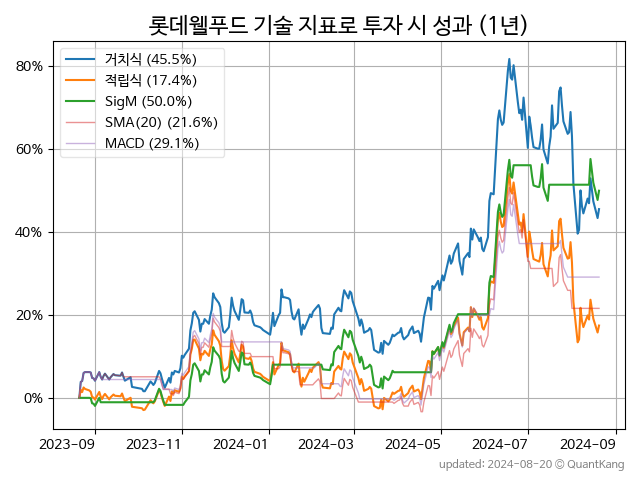 롯데웰푸드 기술 지표로 투자 시 성과 (1년)
거치식 (45.5%)
적립식 (17.4%)
SigM (50.0%)
SMA(20) (21.6%)
MACD (29.1%)
80%
60%
40%
20%
0%
2023-09 2023-11 2024-01 2024-03 2024-05 2024-07 2024-09
updated: 2024-08-20 © QuantKang